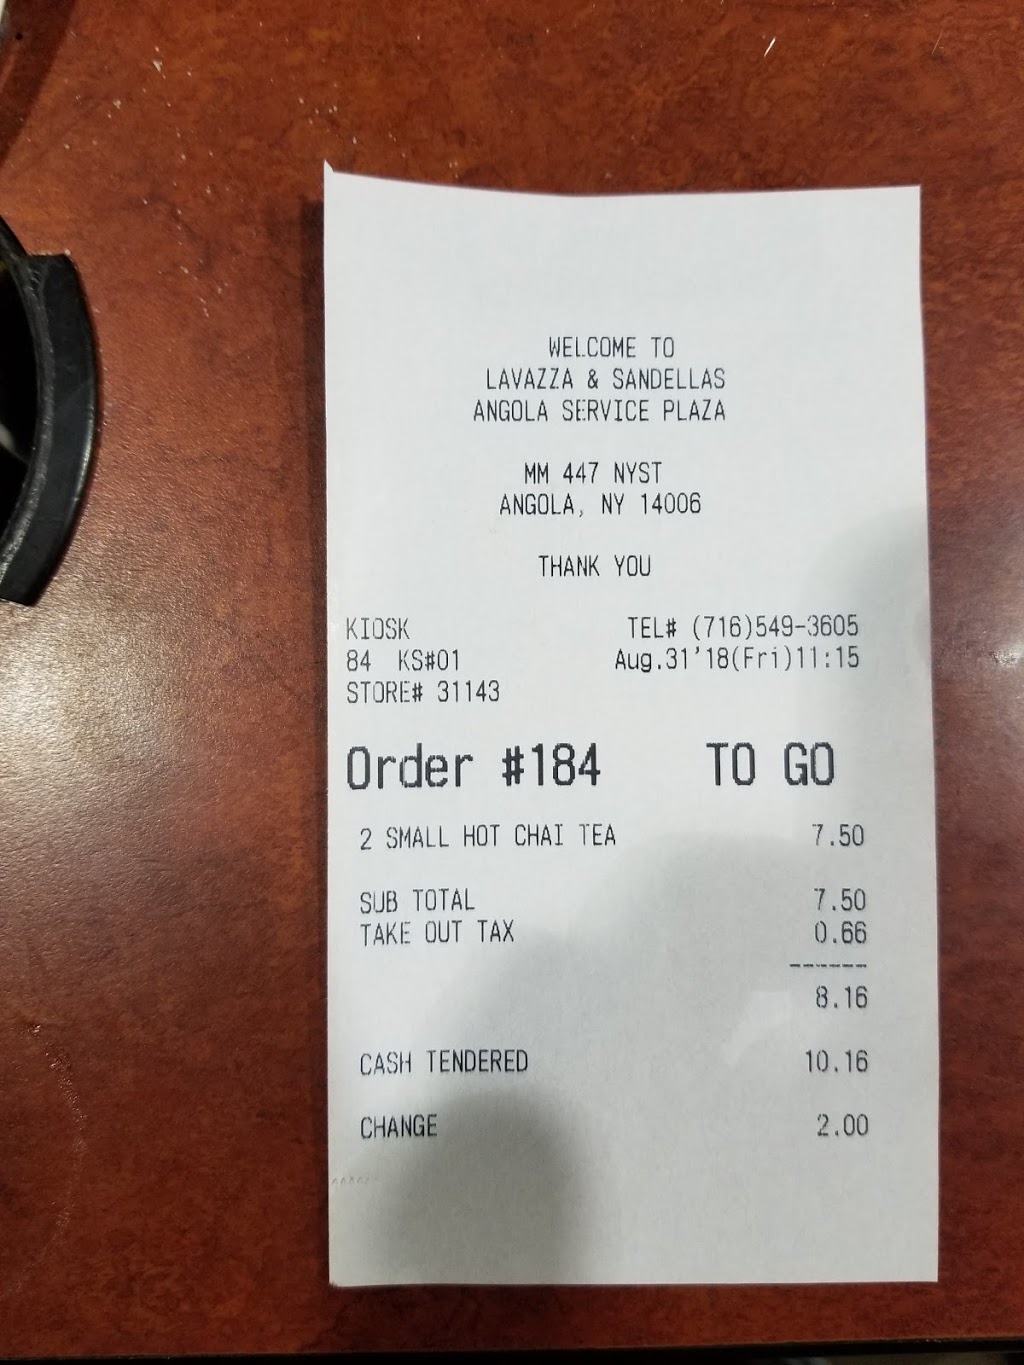 WELCOME TO
LAVAZZA & SANDELLAS
ANGOLA SERVICE PLAZA
MM 447 NYST
ANGOLA, NY 14006
THANK YOU
KIOSK TEL# (716)549-3605
84 KS#01 Aug.31'18(Fri)11:15
STORE# 31143
Order #184 TO GO
2 SMALL HOT CHAI TEA 7.50
SUB TOTAL 7.50
TAKE OUT TAX 0.66
------
8.16
CASH TENDERED 10.16
CHANGE 2.00